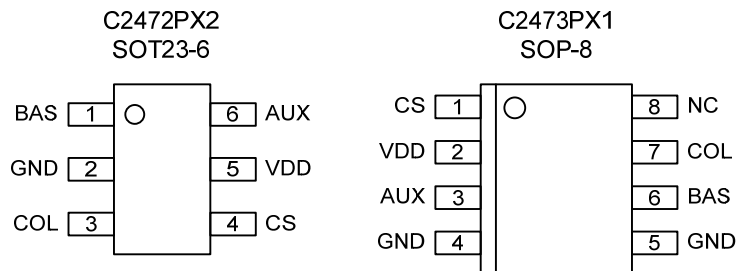 C2472PX2
SOT23-6
BAS 1 6 AUX
GND 2 5 VDD
COL 3 4 CS
C2473PX1
SOP-8
CS 1 8 NC
VDD 2 7 COL
AUX 3 6 BAS
GND 4 5 GND